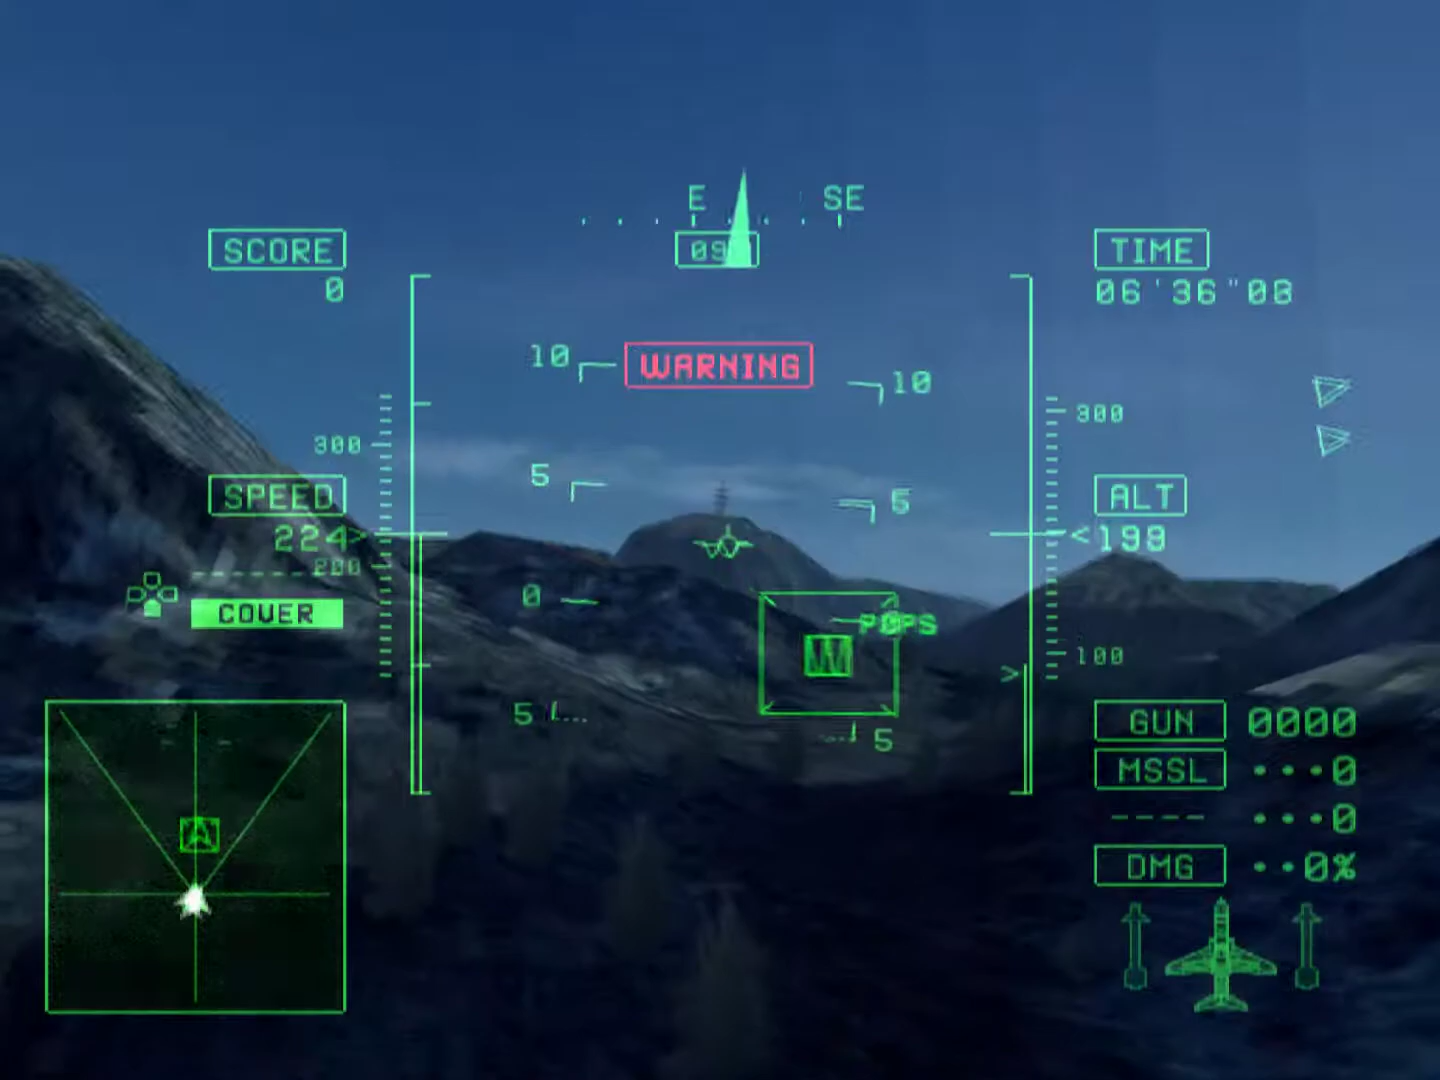 E SE
SCORE
0
TIME
06'36"08
10 WARNING 10
300
300
5 5
SPEED
224>
ALT
<198
200
0
COVER
POPS
100
5 5
GUN 0000
MSSL 0
---- 0
DMG 0%